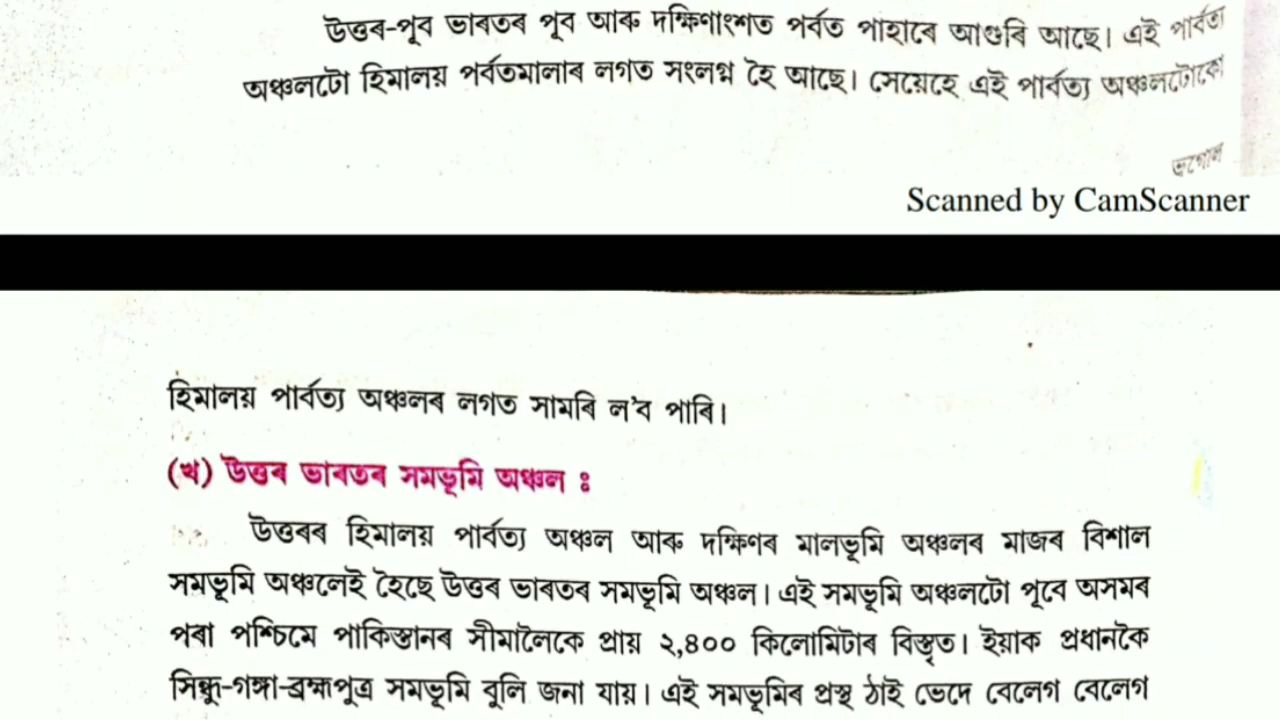 উত্তৰ-পূব ভাৰতৰ পূব আৰু দক্ষিণাংশত পৰ্বত পাহাৰে আগুৰি আছে। এই পাৰ্বত্য
অঞ্চলটো হিমালয় পৰ্বতমালাৰ লগত সংলগ্ন হৈ আছে। সেয়েহে এই পাৰ্বত্য অঞ্চলটোকো
ভূগোল
Scanned by CamScanner
হিমালয় পাৰ্বত্য অঞ্চলৰ লগত সামৰি ল'ব পাৰি।
(খ) উত্তৰ ভাৰতৰ সমভূমি অঞ্চল ঃ
উত্তৰৰ হিমালয় পাৰ্বত্য অঞ্চল আৰু দক্ষিণৰ মালভূমি অঞ্চলৰ মাজৰ বিশাল
সমভূমি অঞ্চলেই হৈছে উত্তৰ ভাৰতৰ সমভূমি অঞ্চল। এই সমভূমি অঞ্চলটো পূবে অসমৰ
পৰা পশ্চিমে পাকিস্তানৰ সীমালৈকে প্ৰায় ২,৪০০ কিলোমিটাৰ বিস্তৃত। ইয়াক প্ৰধানকৈ
সিন্ধু-গঙ্গা-ব্ৰহ্মপুত্ৰ সমভূমি বুলি জনা যায়। এই সমভূমিৰ প্ৰস্থ ঠাই ভেদে বেলেগ বেলেগ